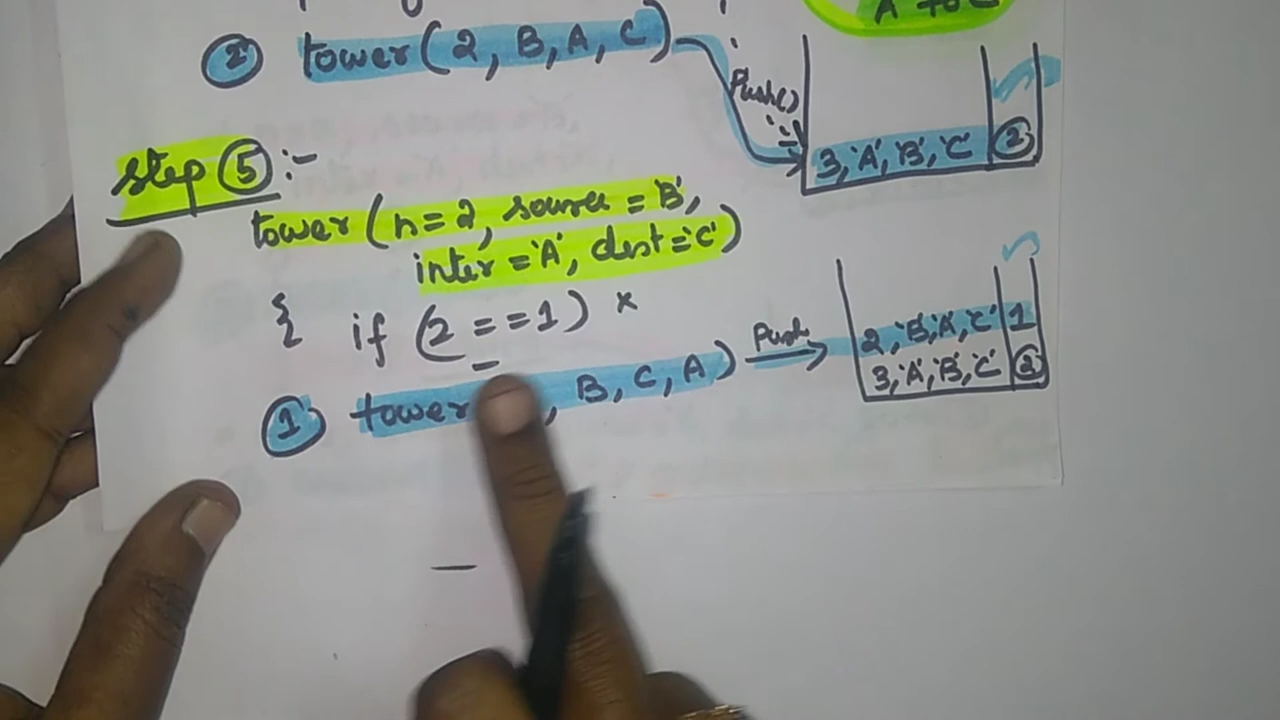 A to C
② tower(2, B, A, C)
Push()
3,'A','B','C' ②
Step ⑤ :-
tower (n=2, source='B',
inter='A', dest='C')
{ if (2 ==1) x
① tower , B, C, A) Push
2,'B','A','C' 1
3,'A','B','C' ②